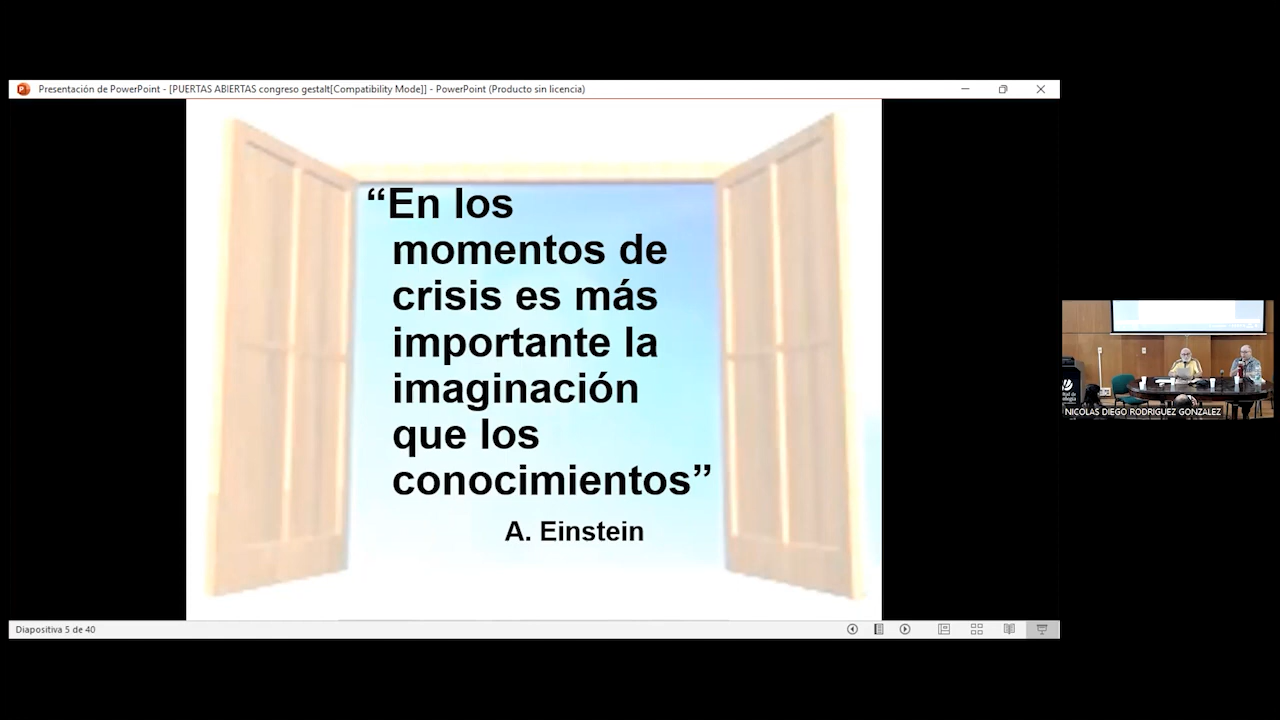 Presentación de PowerPoint - [PUERTAS ABIERTAS congreso gestalt[Compatibility Mode]] - PowerPoint (Producto sin licencia)
“En los
momentos de
crisis es más
importante la
imaginación
que los
conocimientos”
A. Einstein
NICOLAS DIEGO RODRIGUEZ GONZALEZ
Diapositiva 5 de 40